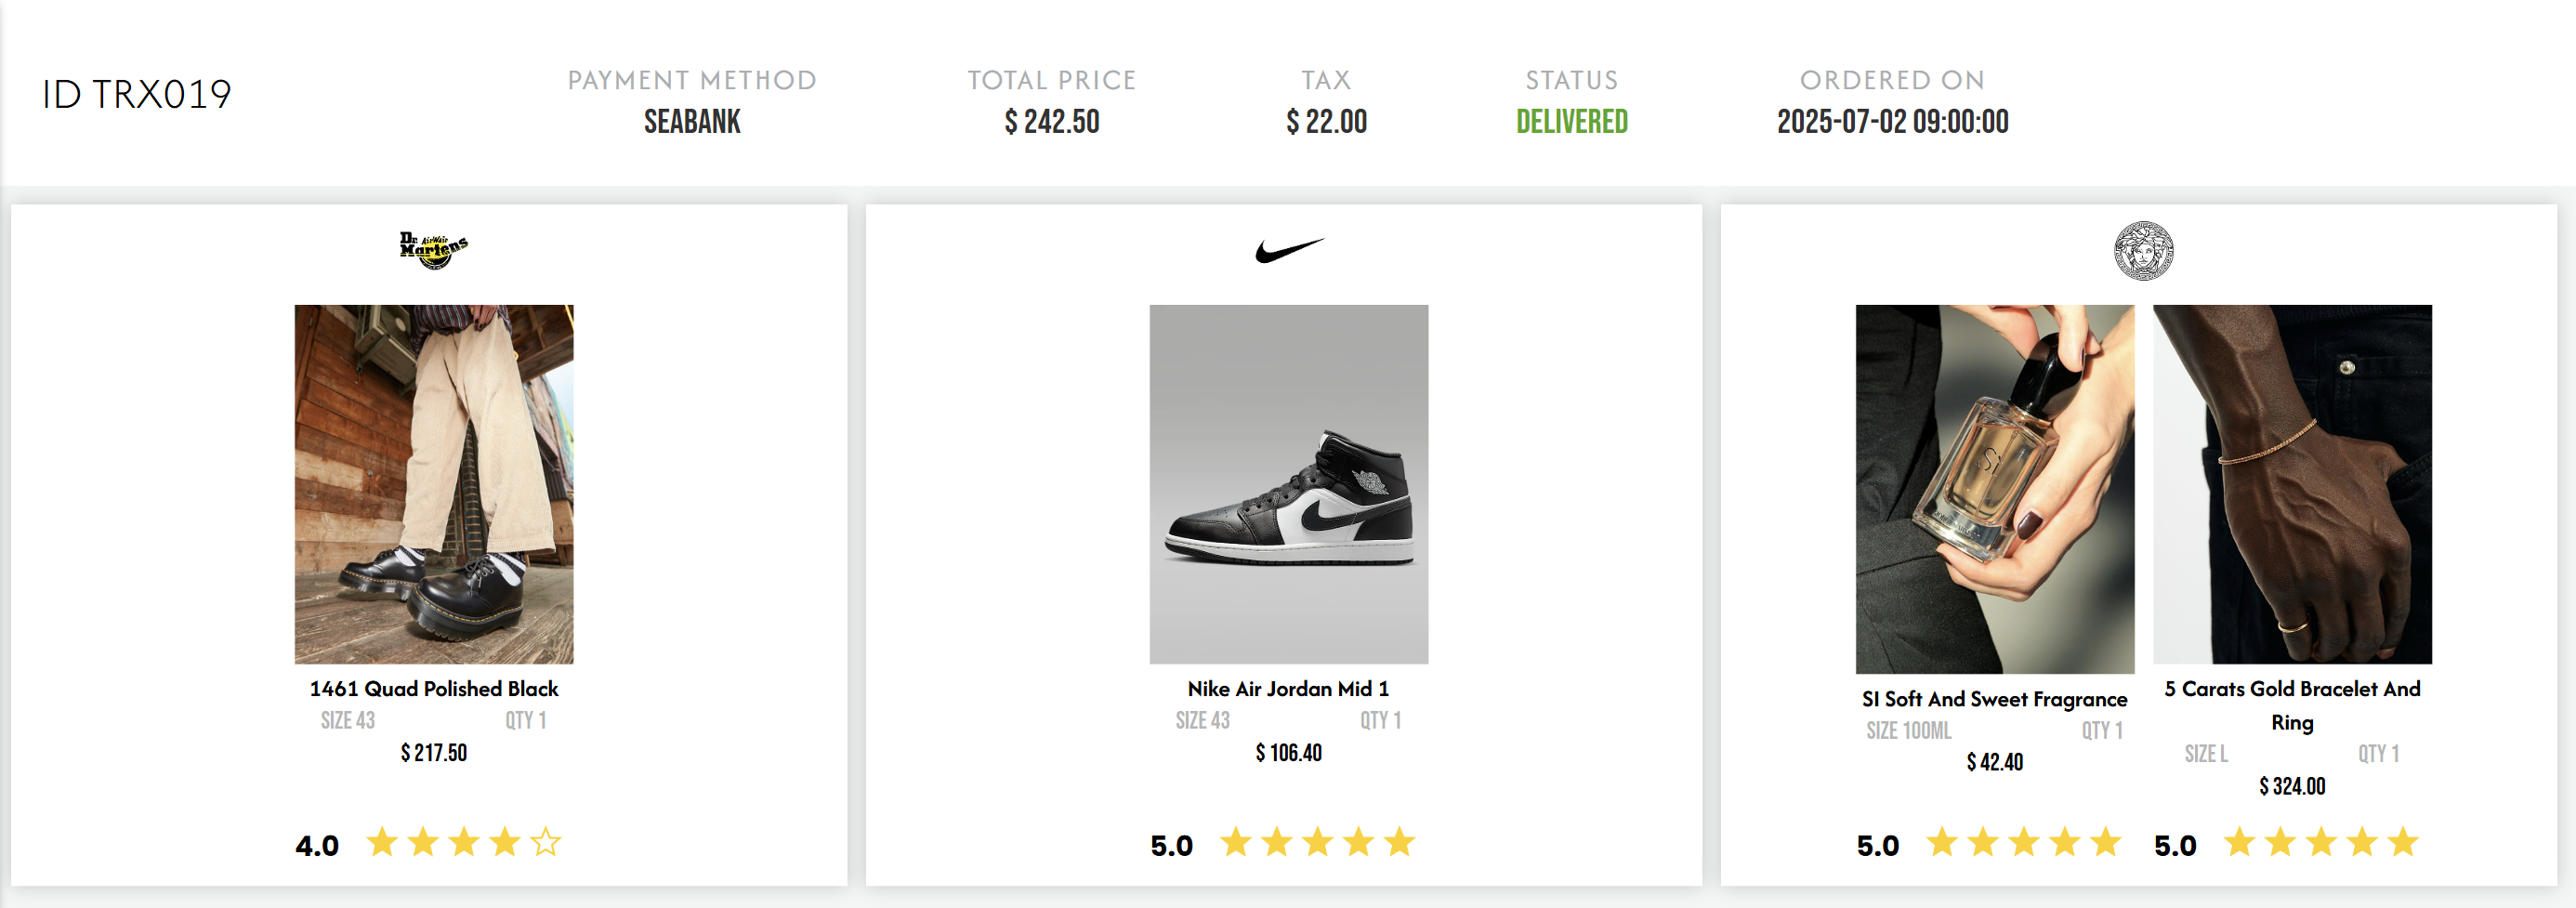 ID TRX019
PAYMENT METHOD
SEABANK
TOTAL PRICE
$ 242.50
TAX
$ 22.00
STATUS
DELIVERED
ORDERED ON
2025-07-02 09:00:00
Dr. AirWair
Martens
1461 Quad Polished Black
SIZE 43 QTY 1
$ 217.50
4.0
Nike Air Jordan Mid 1
SIZE 43 QTY 1
$ 106.40
5.0
Sì
SI Soft And Sweet Fragrance
SIZE 100ML QTY 1
$ 42.40
5.0
5 Carats Gold Bracelet And
Ring
SIZE L QTY 1
$ 324.00
5.0